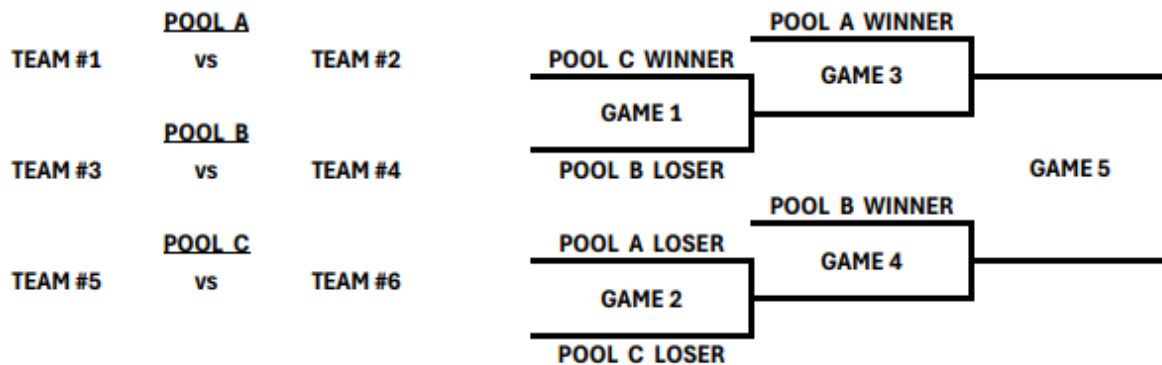 POOL A
TEAM #1 vs TEAM #2
POOL B
TEAM #3 vs TEAM #4
POOL C
TEAM #5 vs TEAM #6
POOL A WINNER
POOL C WINNER
GAME 3
GAME 1
POOL B LOSER
GAME 5
POOL B WINNER
POOL A LOSER
GAME 4
GAME 2
POOL C LOSER